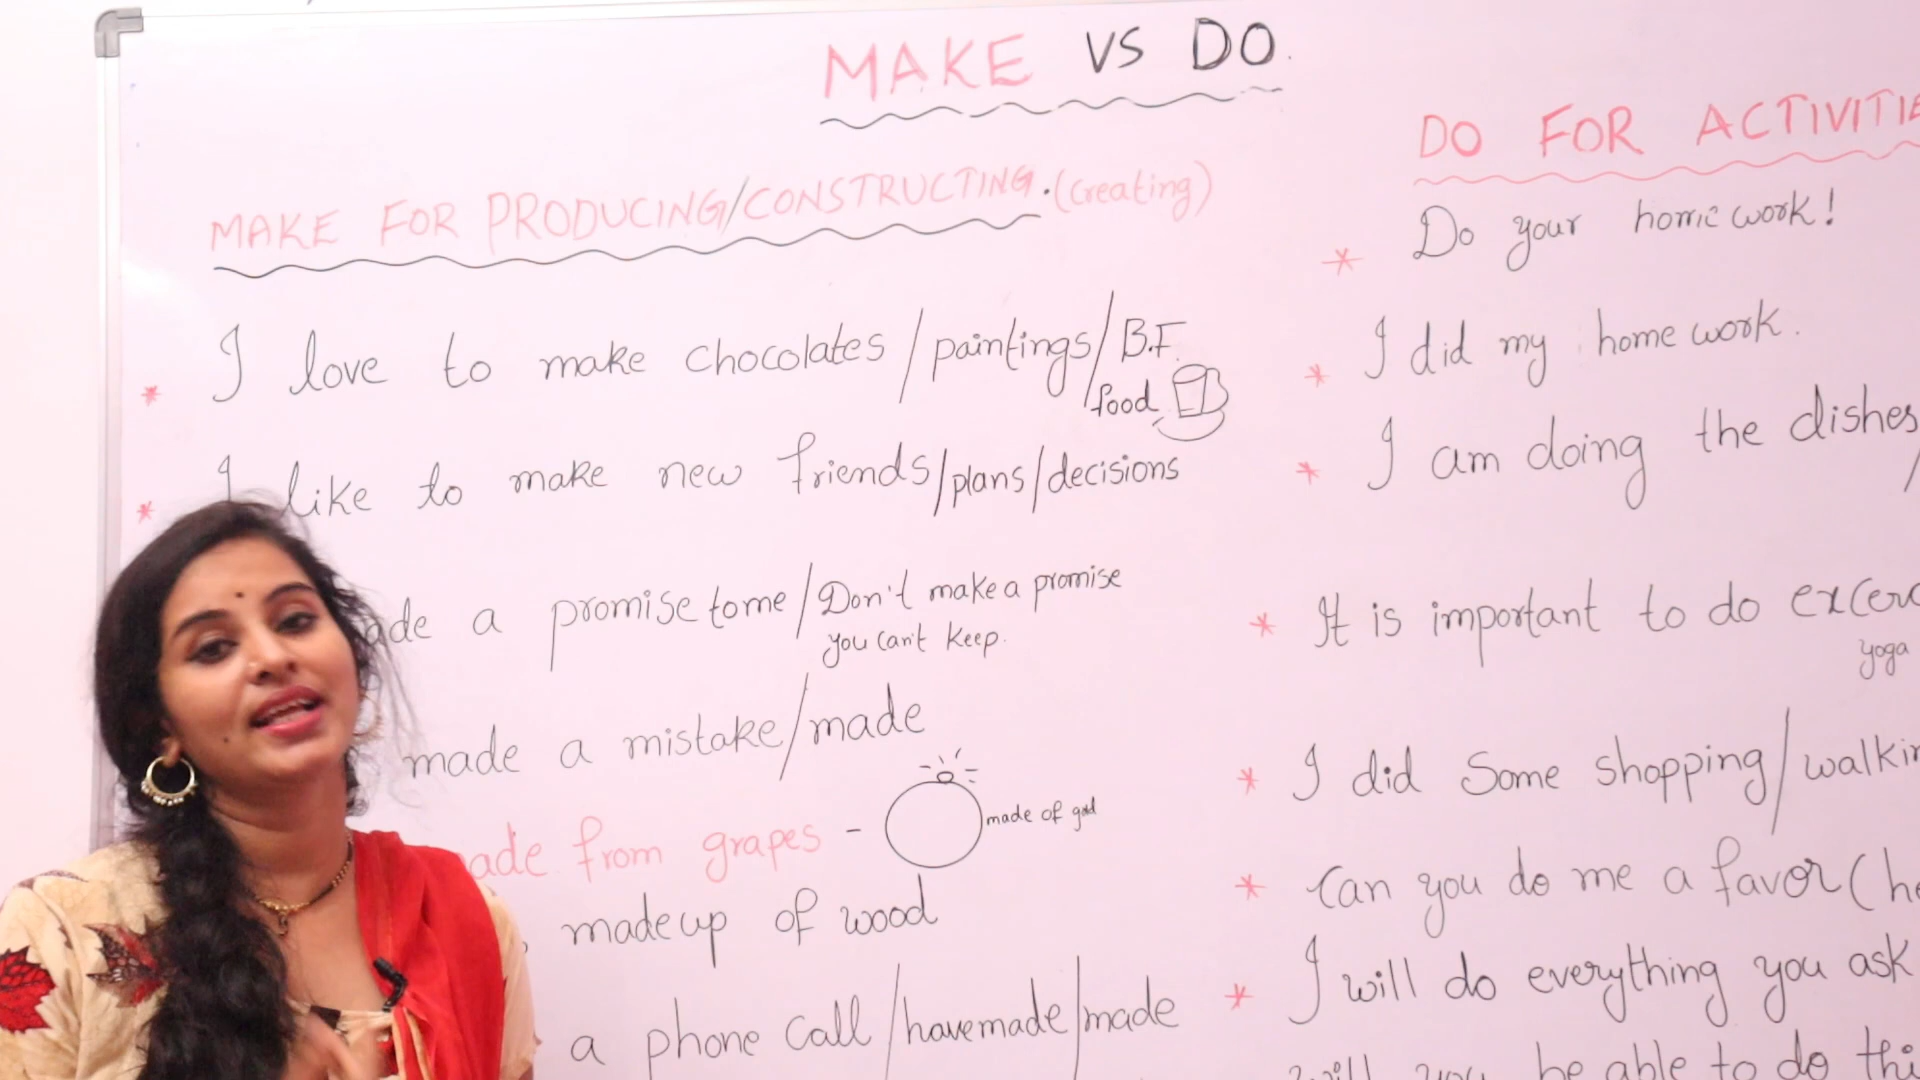 MAKE VS DO.
MAKE FOR PRODUCING/CONSTRUCTING.(creating)
* I love to make chocolates/paintings/B.F.
food
* I like to make new friends/plans/decisions
a promise to me/Don't make a promise
you can't keep.
made a mistake/made
from grapes - made of gold
made up of wood
a phone call/have made/made
DO FOR
* Do your home work!
* I did my home work.
* I am doing the dishes
* It is important to do
yoga
* I did Some shopping/
* Can you do me a favor(
* I will do everything you ask
will you be able to do